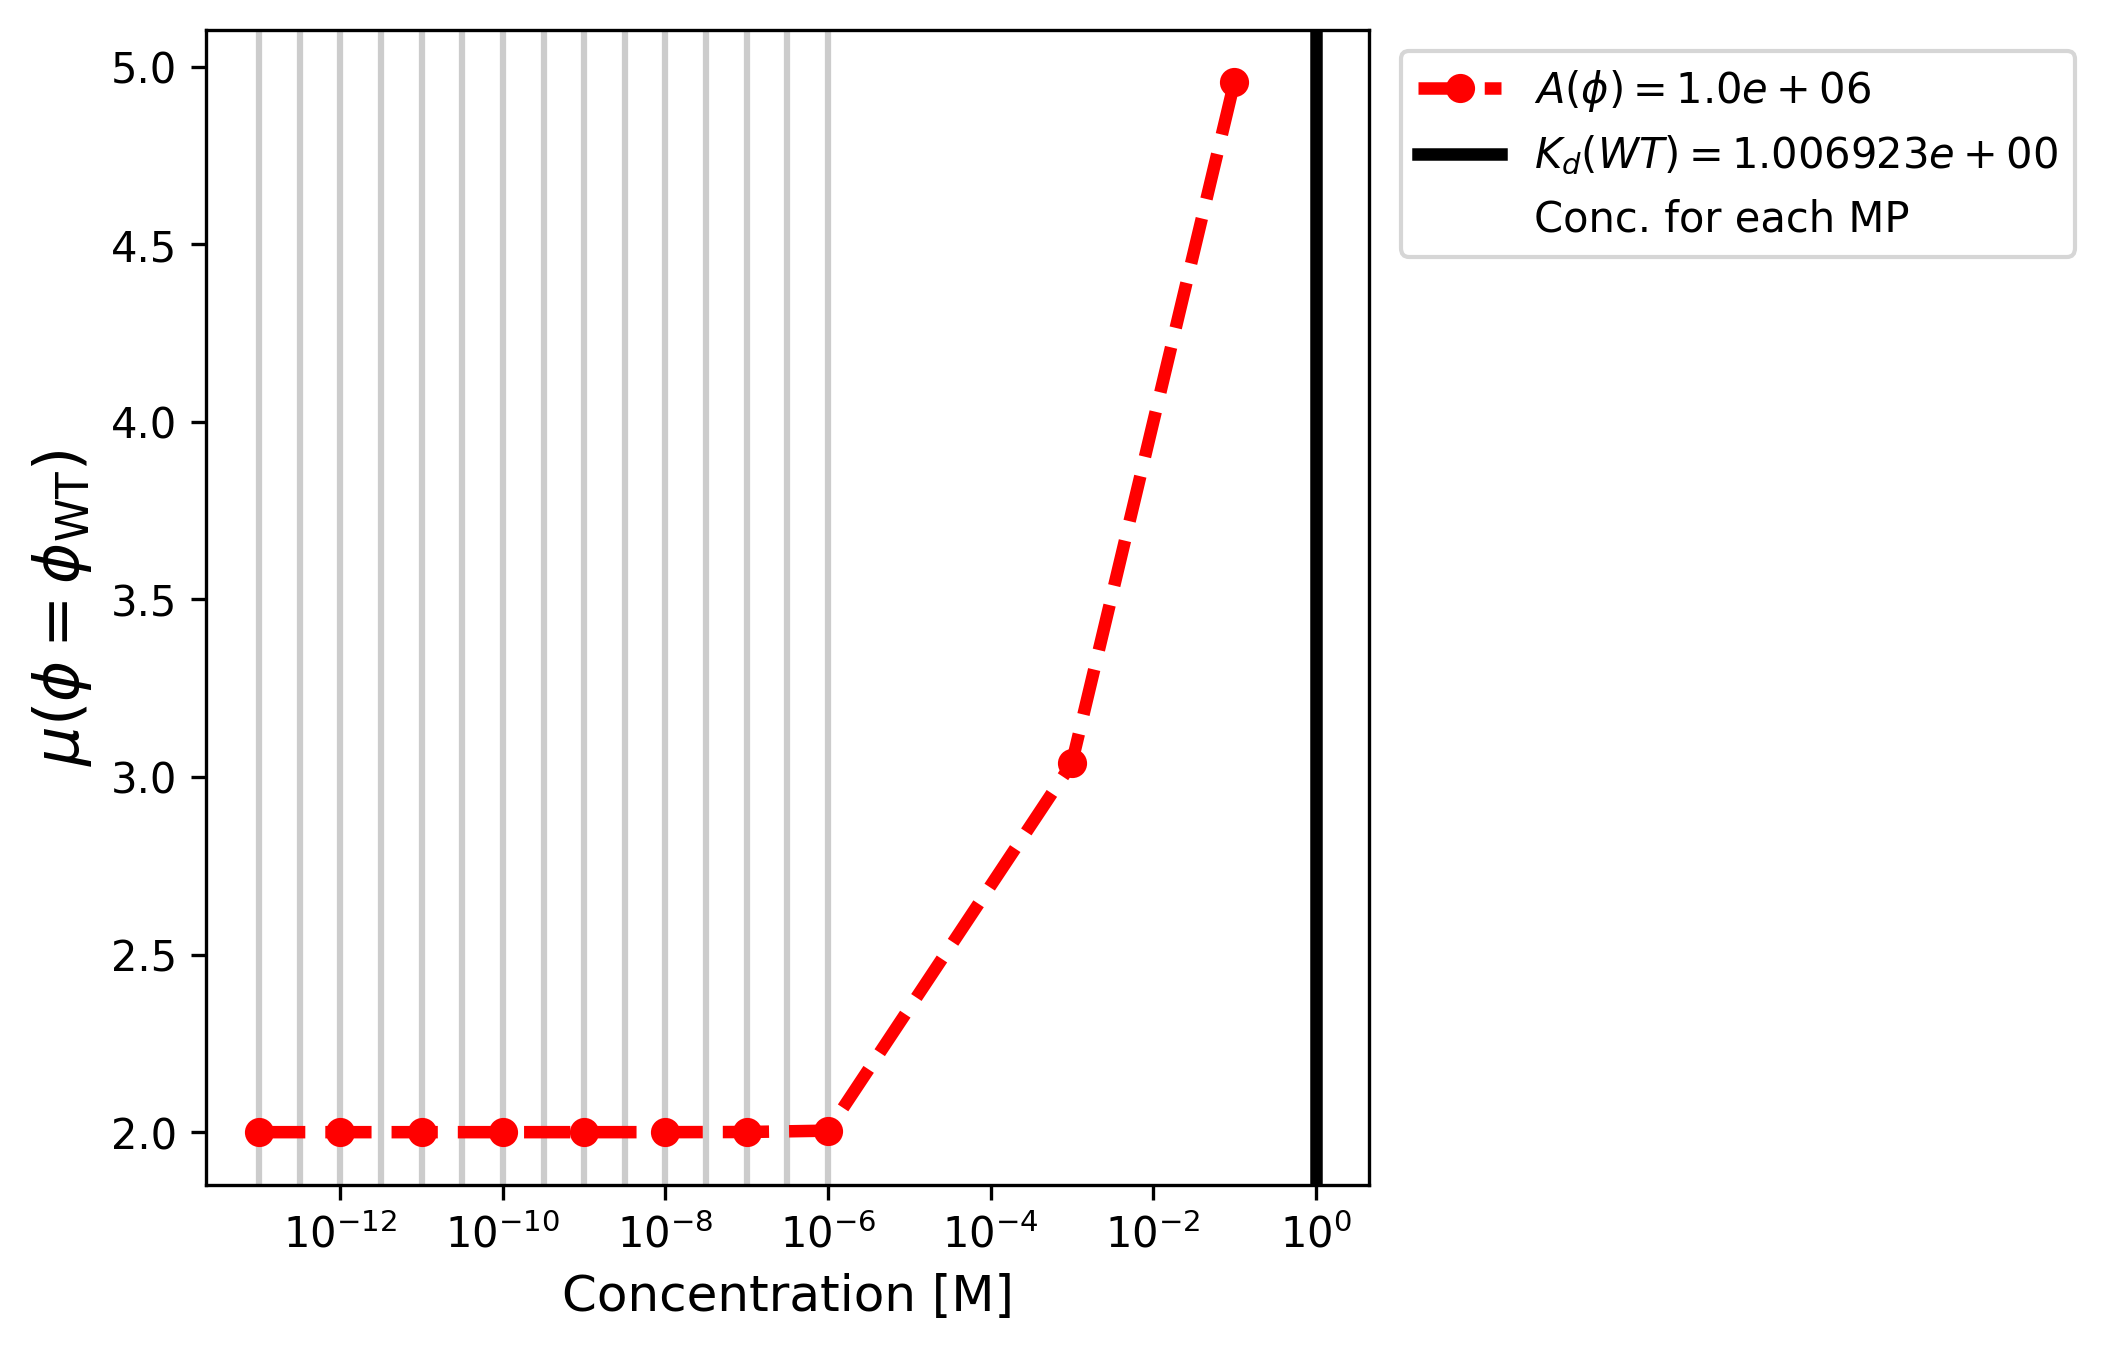 5.0
4.5
4.0
3.5
3.0
2.5
2.0
μ(ϕ = ϕ_WT)
10⁻¹² 10⁻¹⁰ 10⁻⁸ 10⁻⁶ 10⁻⁴ 10⁻² 10⁰
Concentration [M]
A(ϕ) = 1.0e + 06
K_d(WT) = 1.006923e + 00
Conc. for each MP